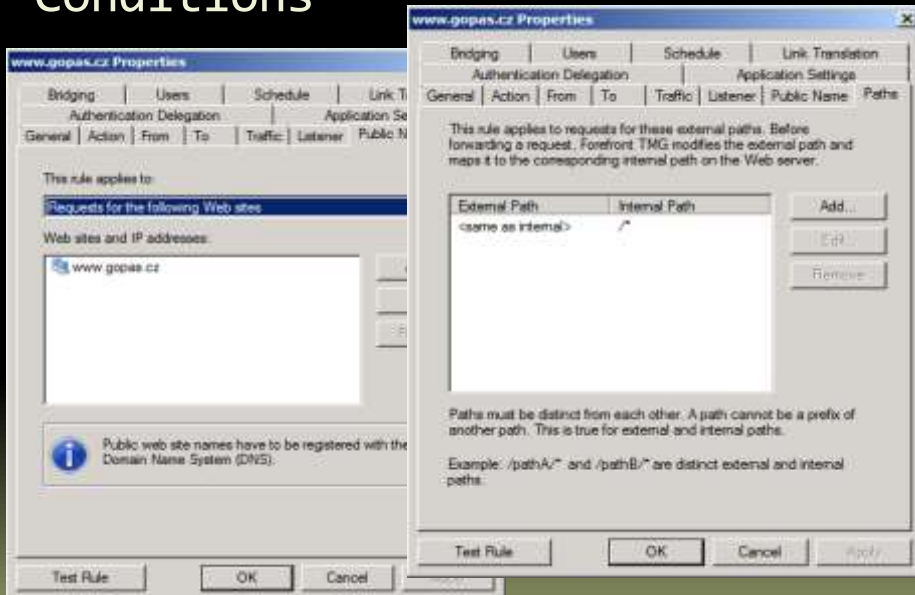 Conditions
www.gopas.cz Properties
Bridging Users Schedule Link T
Authentication Delegation Application Se
General Action From To Traffic Listener Public N
This rule applies to:
Requests for the following Web sites
Web sites and IP addresses:
www.gopas.cz
Public web site names have to be registered with the
Domain Name System (DNS).
Test Rule OK Cancel
www.gopas.cz Properties
Bridging Users Schedule Link Translation
Authentication Delegation Application Settings
General Action From To Traffic Listener Public Name Paths
This rule applies to requests for these external paths. Before
forwarding a request, Forefront TMG modifies the external path and
maps it to the corresponding internal path on the Web server.
External Path Internal Path
<same as internal> /*
Add...
Edit...
Remove
Paths must be distinct from each other. A path cannot be a prefix of
another path. This is true for external and internal paths.
Example: /pathA/* and /pathB/* are distinct external and internal
paths.
Test Rule OK Cancel Apply